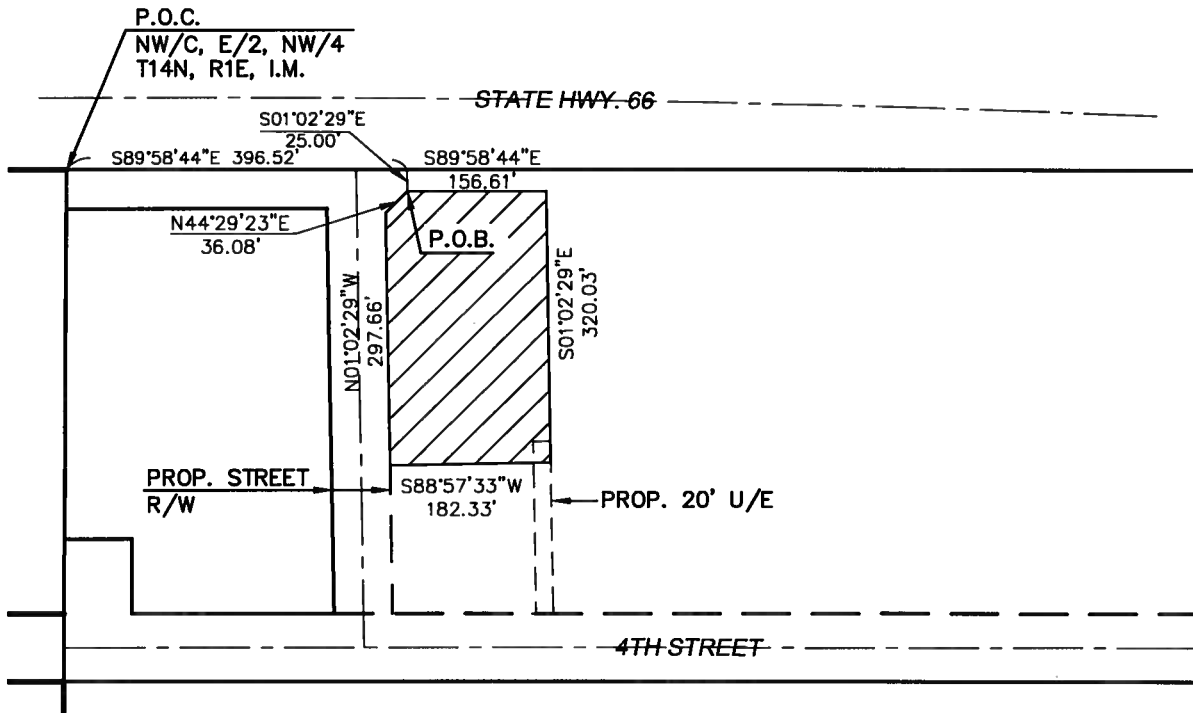 P.O.C.
NW/C, E/2, NW/4
T14N, R1E, I.M.
STATE HWY. 66
S01°02'29"E
25.00'
S89°58'44"E 396.52'
S89°58'44"E
156.61'
N44°29'23"E
36.08'
P.O.B.
N01°02'29"W
297.66'
S01°02'29"E
320.03'
PROP. STREET
R/W
S88°57'33"W
182.33'
PROP. 20' U/E
4TH STREET